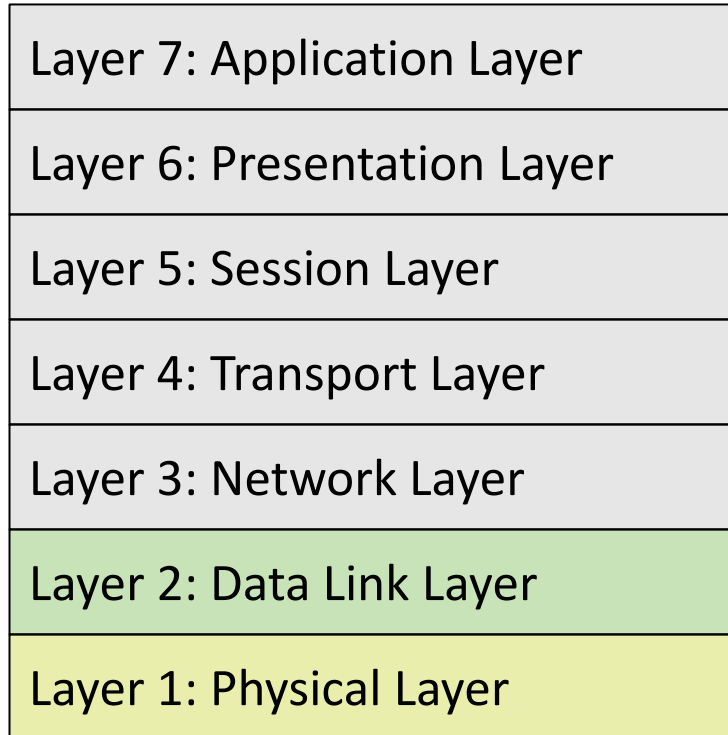 Layer 7: Application Layer
Layer 6: Presentation Layer
Layer 5: Session Layer
Layer 4: Transport Layer
Layer 3: Network Layer
Layer 2: Data Link Layer
Layer 1: Physical Layer